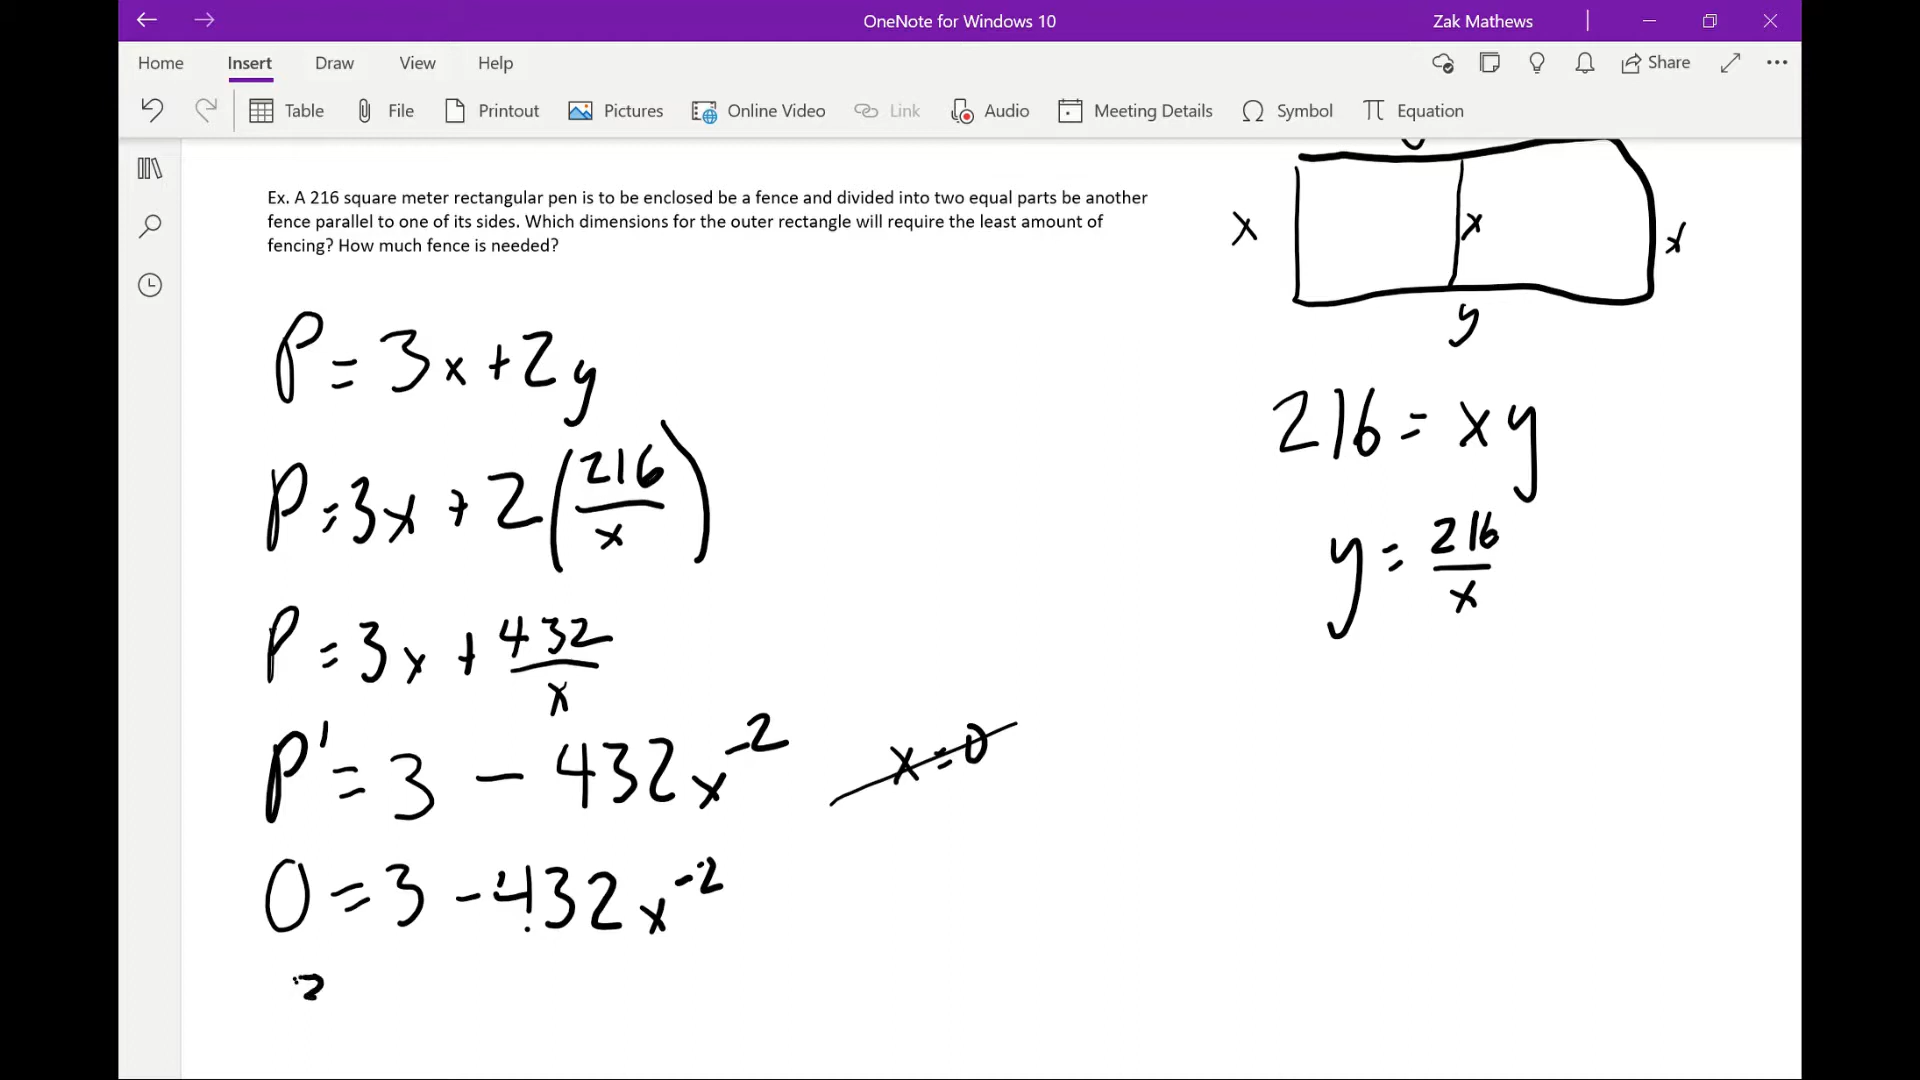 OneNote for Windows 10
Zak Mathews
Home Insert Draw View Help Share
Table File Printout Pictures Online Video Link Audio Meeting Details Symbol Equation
Ex. A 216 square meter rectangular pen is to be enclosed be a fence and divided into two equal parts be another
fence parallel to one of its sides. Which dimensions for the outer rectangle will require the least amount of
fencing? How much fence is needed?
x x x
y
P = 3x + 2y
216 = xy
P = 3x + 2(216/x)
y = 216/x
P = 3x + 432/x
P' = 3 - 432x^-2
x = 0
0 = 3 - 432x^-2